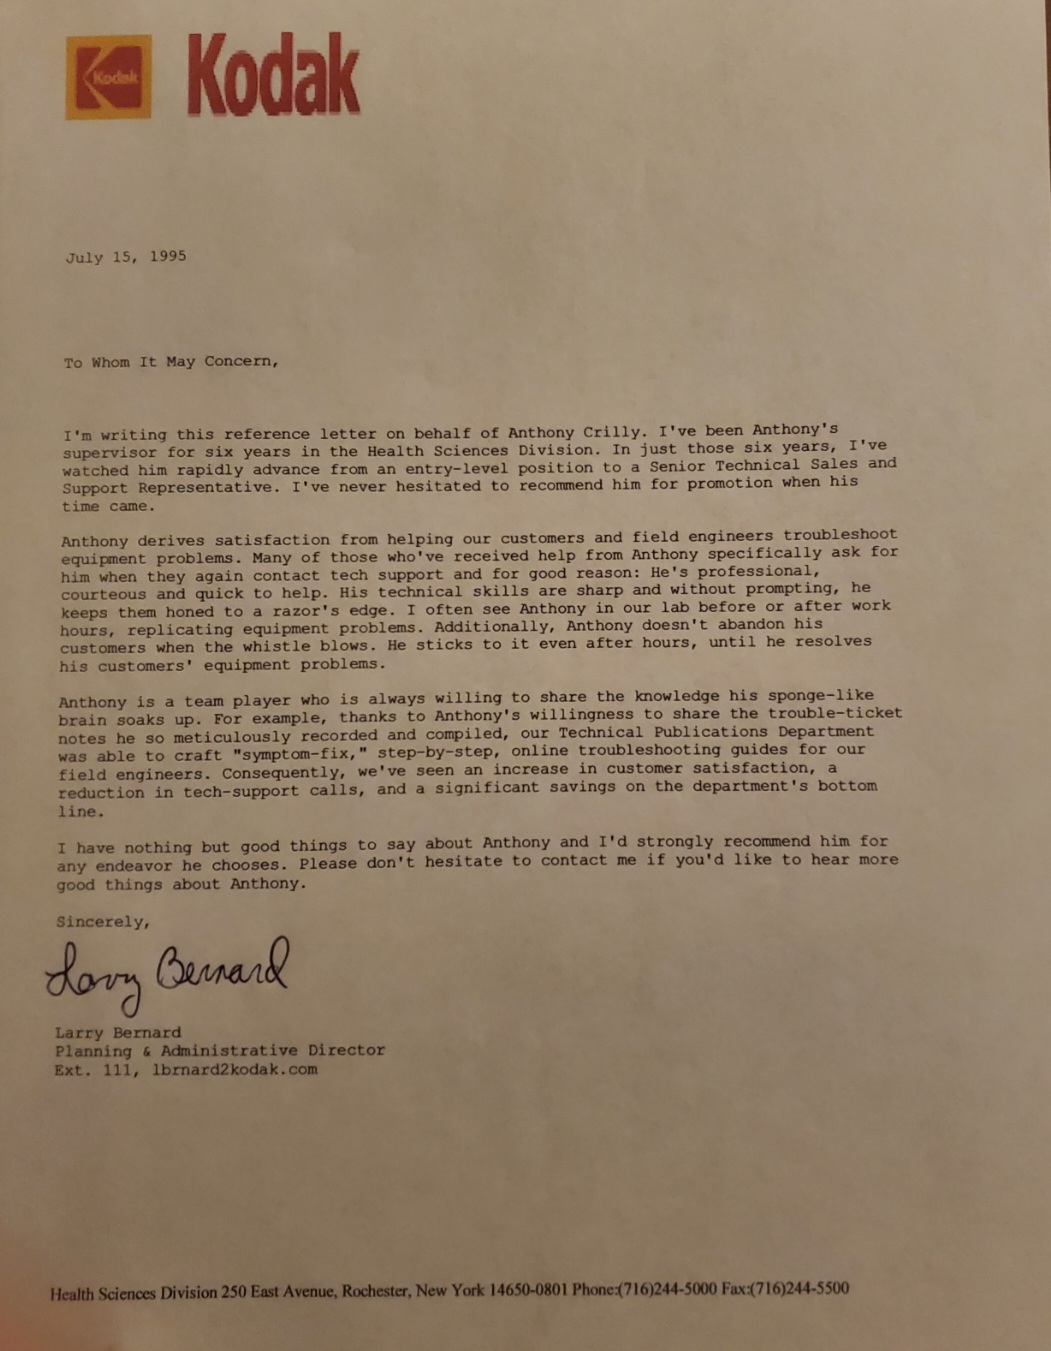 Kodak
Kodak
July 15, 1995
To Whom It May Concern,
I'm writing this reference letter on behalf of Anthony Crilly. I've been Anthony's
supervisor for six years in the Health Sciences Division. In just those six years, I've
watched him rapidly advance from an entry-level position to a Senior Technical Sales and
Support Representative. I've never hesitated to recommend him for promotion when his
time came.
Anthony derives satisfaction from helping our customers and field engineers troubleshoot
equipment problems. Many of those who've received help from Anthony specifically ask for
him when they again contact tech support and for good reason: He's professional,
courteous and quick to help. His technical skills are sharp and without prompting, he
keeps them honed to a razor's edge. I often see Anthony in our lab before or after work
hours, replicating equipment problems. Additionally, Anthony doesn't abandon his
customers when the whistle blows. He sticks to it even after hours, until he resolves
his customers' equipment problems.
Anthony is a team player who is always willing to share the knowledge his sponge-like
brain soaks up. For example, thanks to Anthony's willingness to share the trouble-ticket
notes he so meticulously recorded and compiled, our Technical Publications Department
was able to craft "symptom-fix," step-by-step, online troubleshooting guides for our
field engineers. Consequently, we've seen an increase in customer satisfaction, a
reduction in tech-support calls, and a significant savings on the department's bottom
line.
I have nothing but good things to say about Anthony and I'd strongly recommend him for
any endeavor he chooses. Please don't hesitate to contact me if you'd like to hear more
good things about Anthony.
Sincerely,
Larry Bernard
Larry Bernard
Planning & Administrative Director
Ext. 111, lbrnard2kodak.com
Health Sciences Division 250 East Avenue, Rochester, New York 14650-0801 Phone:(716)244-5000 Fax:(716)244-5500